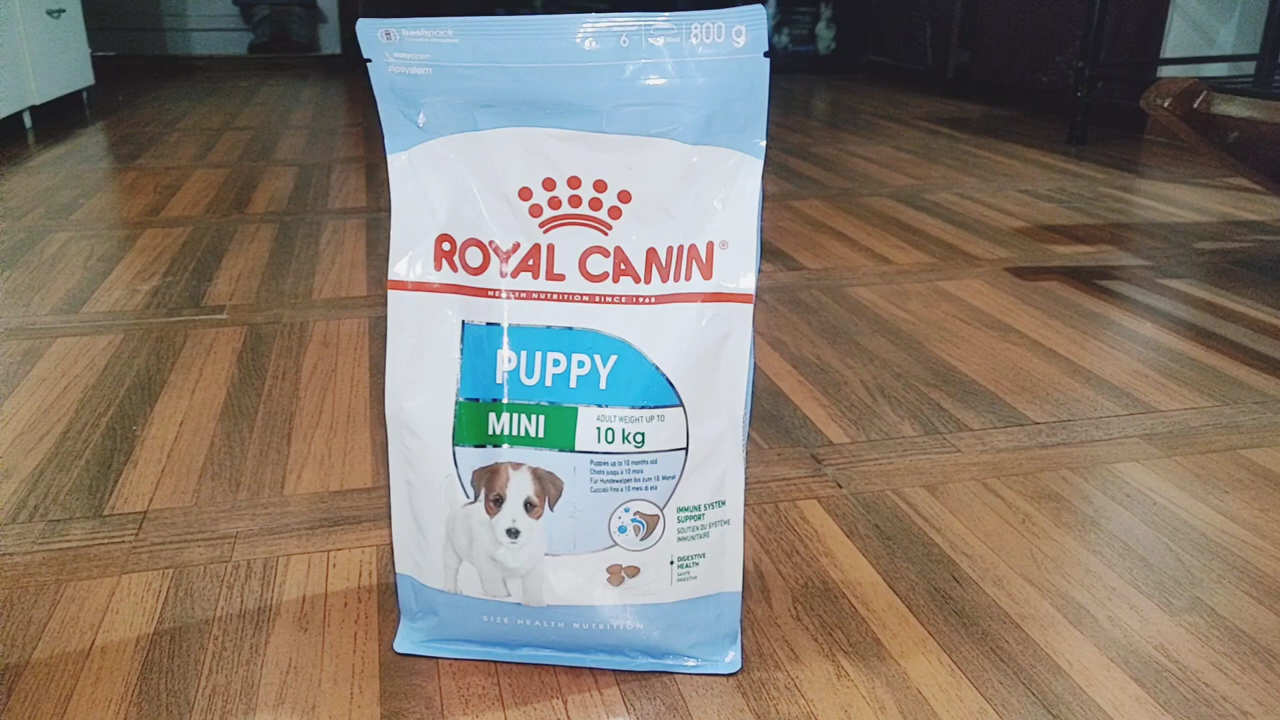 freshpack
800 g
easyopen
zipsystem
ROYAL CANIN®
HEALTH NUTRITION SINCE 1968
PUPPY
MINI
ADULT WEIGHT UP TO
10 kg
Puppies up to 10 months old
Chiots jusqu'à 10 mois
Für Hundewelpen bis zum 10. Monat
Cuccioli fino a 10 mesi di età
IMMUNE SYSTEM
SUPPORT
SOUTIEN DU SYSTÈME
IMMUNITAIRE
DIGESTIVE
HEALTH
SANTÉ
DIGESTIVE
SIZE HEALTH NUTRITION